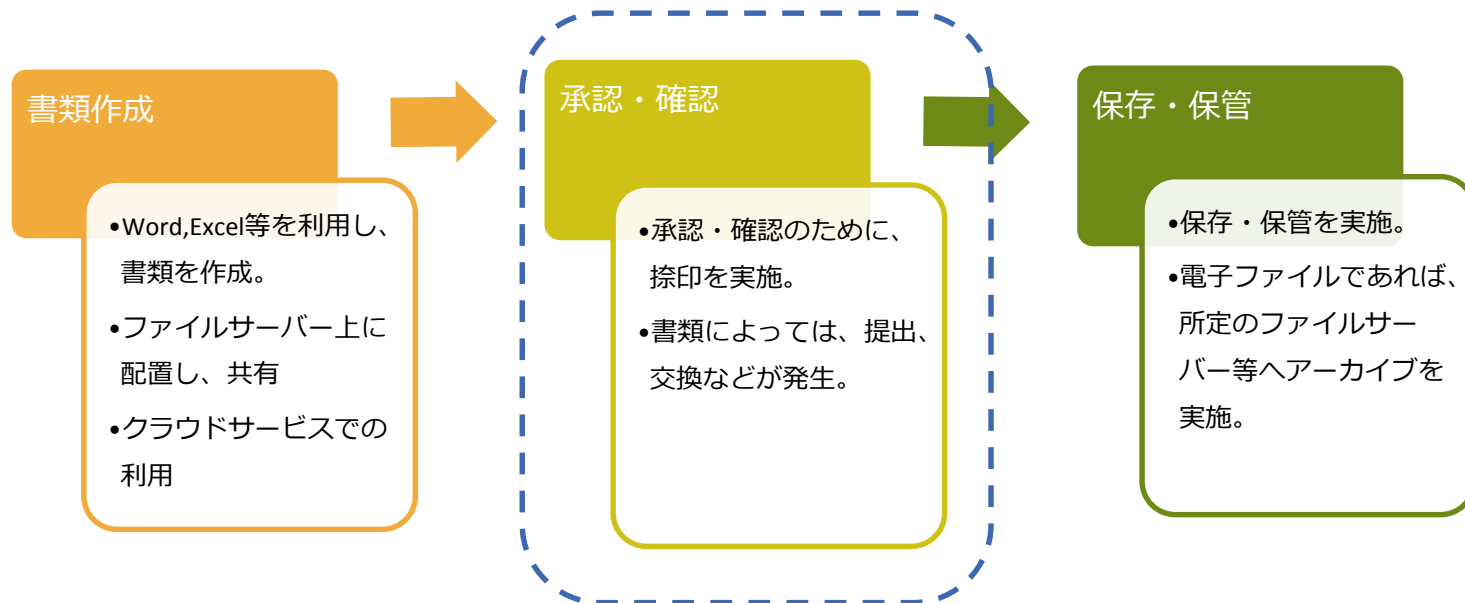 書類作成
•Word,Excel等を利用し、
書類を作成。
•ファイルサーバー上に
配置し、共有
•クラウドサービスでの
利用
承認・確認
•承認・確認のために、
捺印を実施。
•書類によっては、提出、
交換などが発生。
保存・保管
•保存・保管を実施。
•電子ファイルであれば、
所定のファイルサー
バー等へアーカイブを
実施。